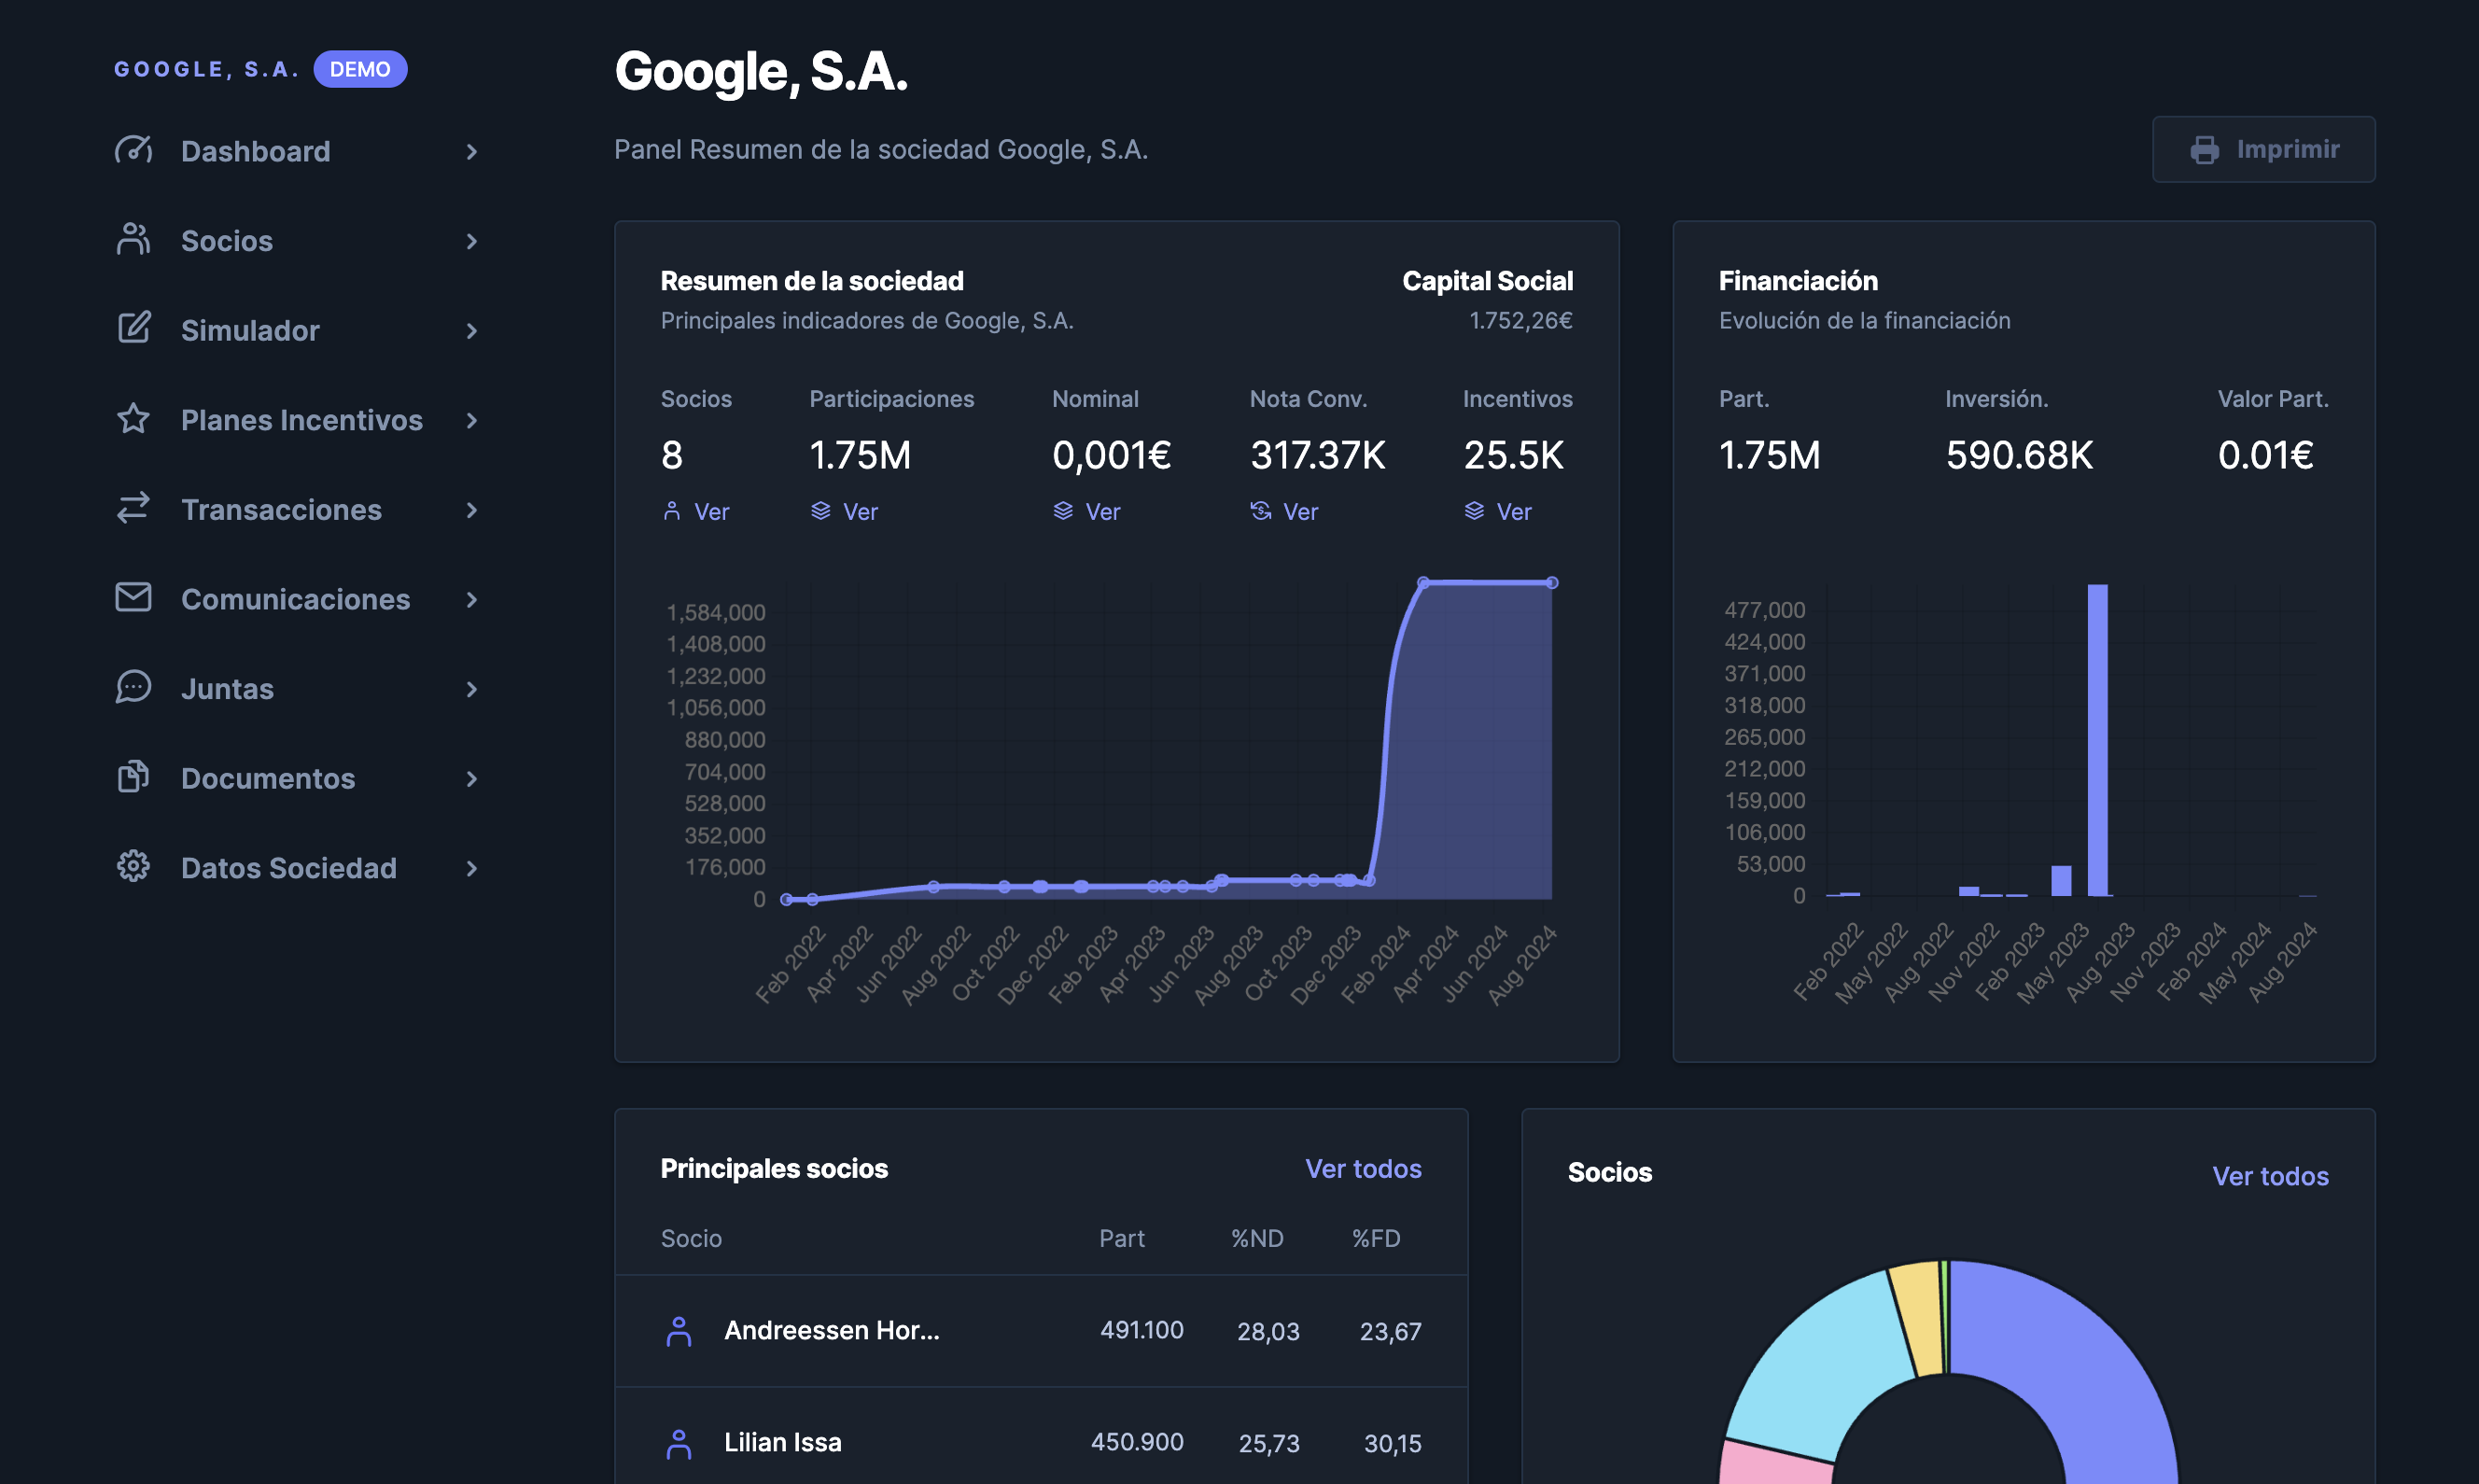 GOOGLE, S.A. DEMO
Dashboard
Socios
Simulador
Planes Incentivos
Transacciones
Comunicaciones
Juntas
Documentos
Datos Sociedad
Google, S.A.
Panel Resumen de la sociedad Google, S.A.
Imprimir
Resumen de la sociedad
Capital Social
Principales indicadores de Google, S.A.
1.752,26€
Socios Participaciones Nominal Nota Conv. Incentivos
8 1.75M 0,001€ 317.37K 25.5K
Ver Ver Ver Ver Ver
1,584,000
1,408,000
1,232,000
1,056,000
880,000
704,000
528,000
352,000
176,000
0
Feb 2022 Apr 2022 Jun 2022 Aug 2022 Oct 2022 Dec 2022 Feb 2023 Apr 2023 Jun 2023 Aug 2023 Oct 2023 Dec 2023 Feb 2024 Apr 2024 Jun 2024 Aug 2024
Financiación
Evolución de la financiación
Part. Inversión. Valor Part.
1.75M 590.68K 0.01€
477,000
424,000
371,000
318,000
265,000
212,000
159,000
106,000
53,000
0
Feb 2022 May 2022 Aug 2022 Nov 2022 Feb 2023 May 2023 Aug 2023 Nov 2023 Feb 2024 May 2024 Aug 2024
Principales socios
Ver todos
Socio Part %ND %FD
Andreessen Hor... 491.100 28,03 23,67
Lilian Issa 450.900 25,73 30,15
Socios
Ver todos